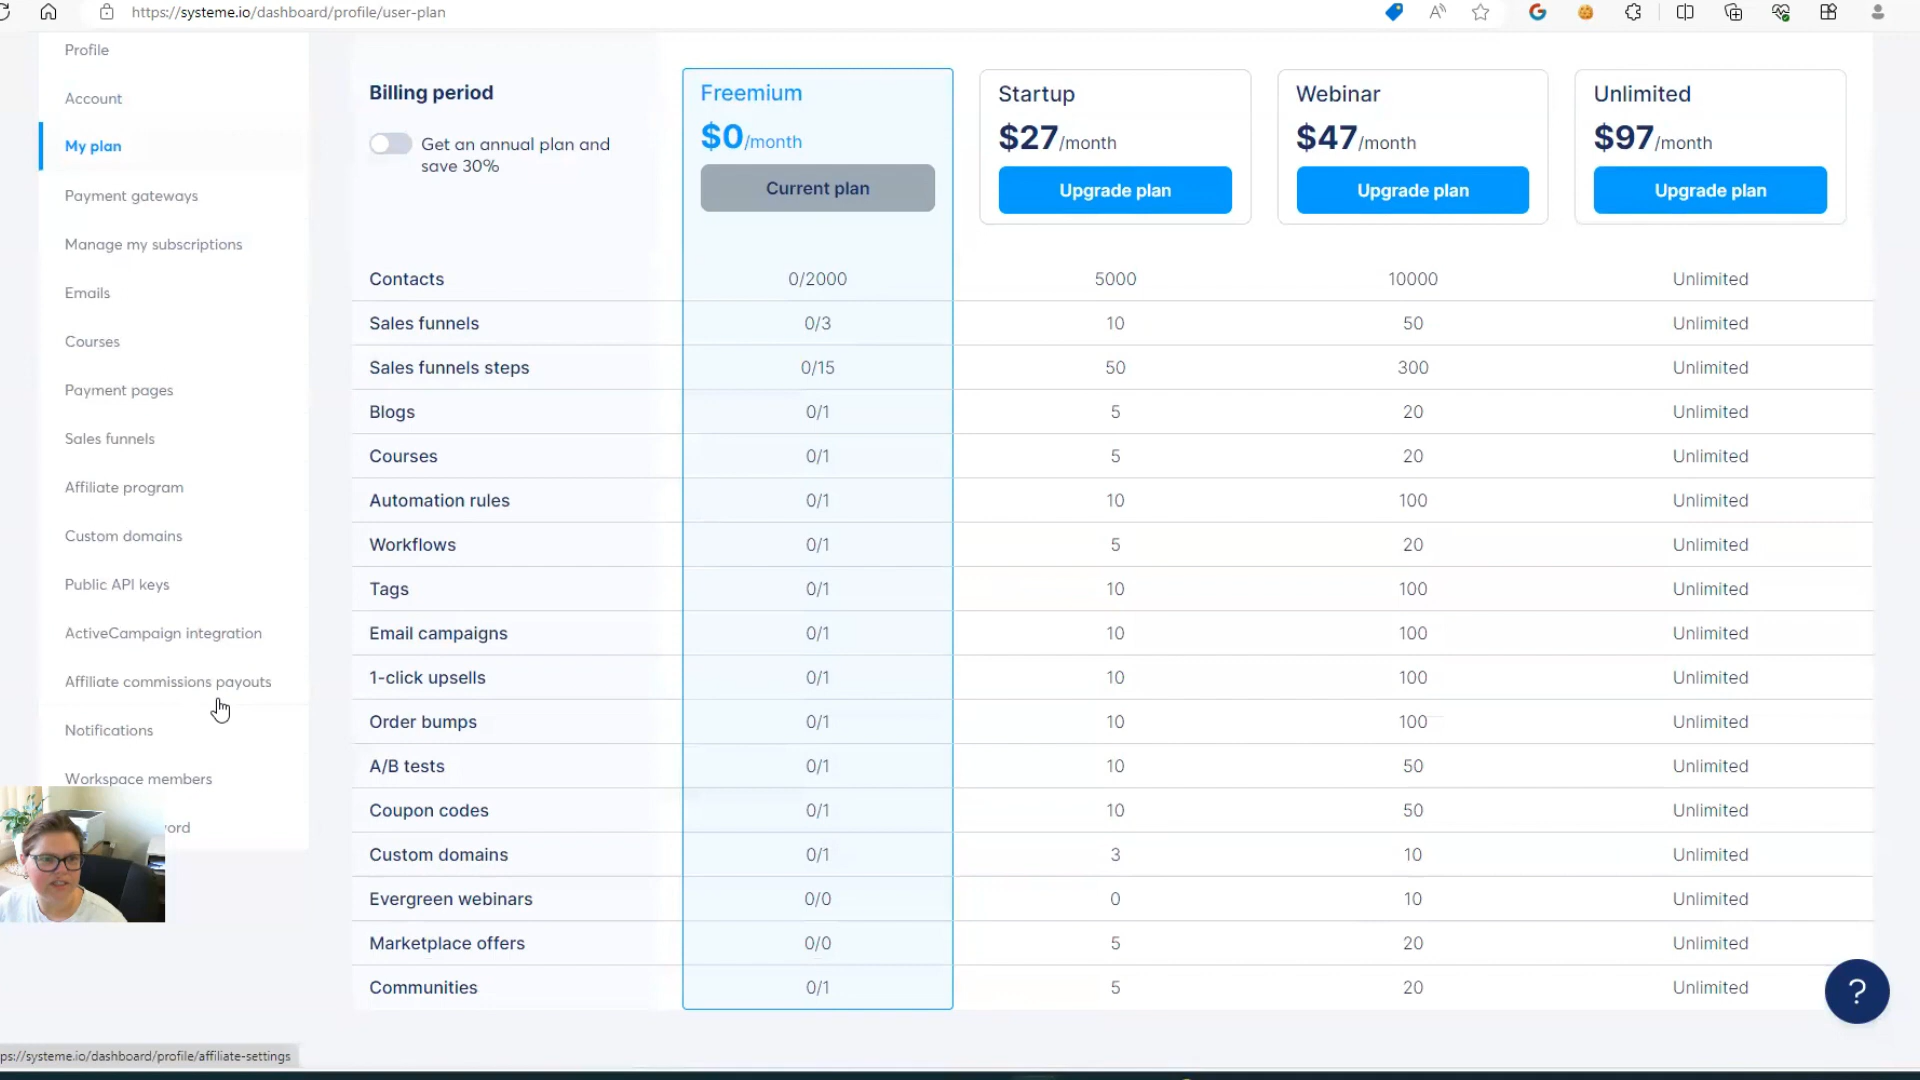 https://systeme.io/dashboard/profile/user-plan
Profile
Account
My plan
Payment gateways
Manage my subscriptions
Emails
Courses
Payment pages
Sales funnels
Affiliate program
Custom domains
Public API keys
ActiveCampaign integration
Affiliate commissions payouts
Notifications
Workspace members
ord
Billing period
Get an annual plan and
save 30%
Freemium
$0/month
Current plan
Startup
$27/month
Upgrade plan
Webinar
$47/month
Upgrade plan
Unlimited
$97/month
Upgrade plan
Contacts 0/2000 5000 10000 Unlimited
Sales funnels 0/3 10 50 Unlimited
Sales funnels steps 0/15 50 300 Unlimited
Blogs 0/1 5 20 Unlimited
Courses 0/1 5 20 Unlimited
Automation rules 0/1 10 100 Unlimited
Workflows 0/1 5 20 Unlimited
Tags 0/1 10 100 Unlimited
Email campaigns 0/1 10 100 Unlimited
1-click upsells 0/1 10 100 Unlimited
Order bumps 0/1 10 100 Unlimited
A/B tests 0/1 10 50 Unlimited
Coupon codes 0/1 10 50 Unlimited
Custom domains 0/1 3 10 Unlimited
Evergreen webinars 0/0 0 10 Unlimited
Marketplace offers 0/0 5 20 Unlimited
Communities 0/1 5 20 Unlimited
?
ps://systeme.io/dashboard/profile/affiliate-settings